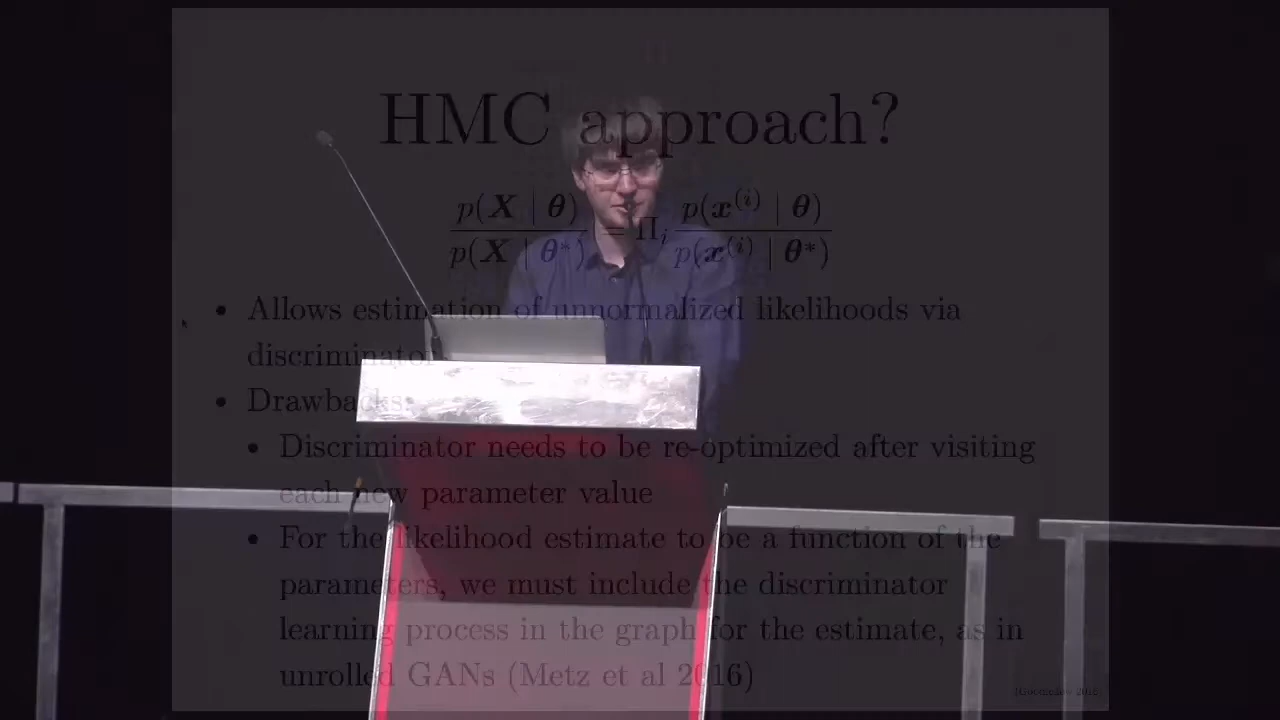 HMC approach?
p(X | θ) / p(X | θ*) = Π_i p(x^(i) | θ) / p(x^(i) | θ*)
• Allows estimation of unnormalized likelihoods via
discriminator
• Drawbacks:
• Discriminator needs to be re-optimized after visiting
each new parameter value
• For the likelihood estimate to be a function of the
parameters, we must include the discriminator
learning process in the graph for the estimate, as in
unrolled GANs (Metz et al 2016)
(Goodfellow 2016)